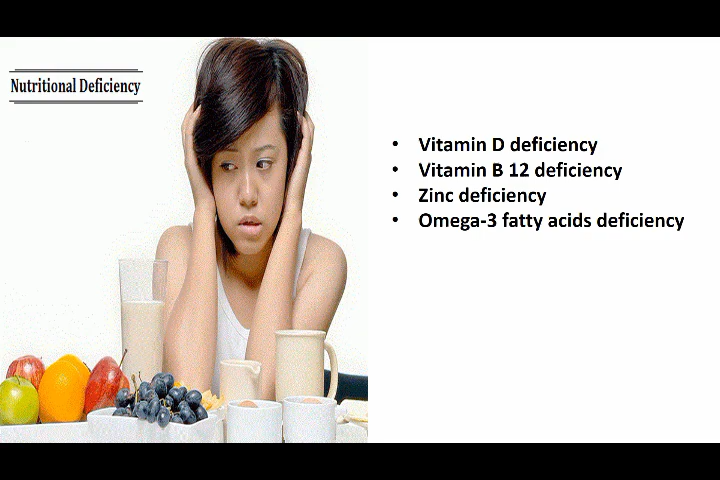 Nutritional Deficiency
• Vitamin D deficiency
• Vitamin B 12 deficiency
• Zinc deficiency
• Omega-3 fatty acids deficiency